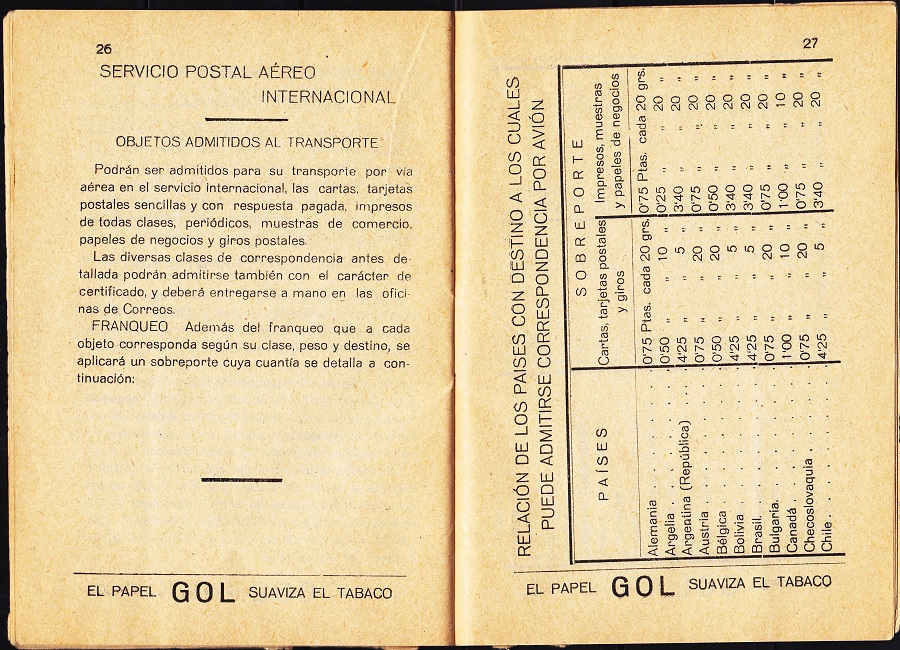 26
SERVICIO POSTAL AÉREO
INTERNACIONAL
OBJETOS ADMITIDOS AL TRANSPORTE
Podrán ser admitidos para su transporte por vía
aérea en el servicio internacional, las cartas, tarjetas
postales sencillas y con respuesta pagada, impresos
de todas clases, periódicos, muestras de comercio,
papeles de negocios y giros postales.
Las diversas clases de correspondencia antes de-
tallada podrán admitirse también con el carácter de
certificado, y deberá entregarse a mano en las ofici-
nas de Correos.
FRANQUEO Además del franqueo que a cada
objeto corresponda según su clase, peso y destino, se
aplicará un sobreporte cuya cuantía se detalla a con-
tinuación:
EL PAPEL GOL SUAVIZA EL TABACO
27
RELACIÓN DE LOS PAISES CON DESTINO A LOS CUALES
PUEDE ADMITIRSE CORRESPONDENCIA POR AVIÓN
SOBREPORTE
PAÍSES
Cartas, tarjetas postales
y giros
Impresos, muestras
y papeles de negocios
Alemania . . . . . 0'75 Ptas. cada 20 grs. 0'75 Ptas. cada 20 grs.
Argelia . . . . . 0'50 " 10 " 0'25 " 20 "
Argentina (República) . . 4'25 " 5 " 3'40 " 20 "
Austria . . . . . 0'75 " 20 " 0'75 " 20 "
Bélgica . . . . . 0'50 " 20 " 0'50 " 20 "
Bolivia . . . . . 4'25 " 5 " 3'40 " 20 "
Brasil. . . . . . 4'25 " 5 " 3'40 " 20 "
Bulgaria. . . . . 0'75 " 20 " 0'75 " 20 "
Canadá . . . . . 1'00 " 10 " 1'00 " 10 "
Checoslovaquia . . . 0'75 " 20 " 0'75 " 20 "
Chile . . . . . . 4'25 " 5 " 3'40 " 20 "
EL PAPEL GOL SUAVIZA EL TABACO